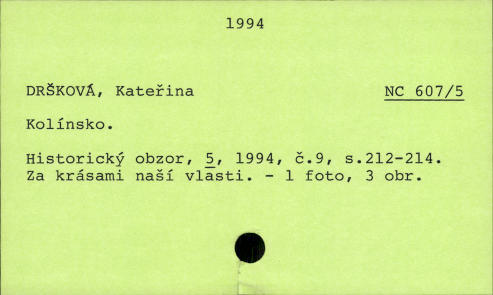 1994
DRŠKOVÁ, Kateřina NC 607/5
Kolínsko.
Historický obzor, 5, 1994, č.9, s.212-214.
Za krásami naší vlasti. - 1 foto, 3 obr.